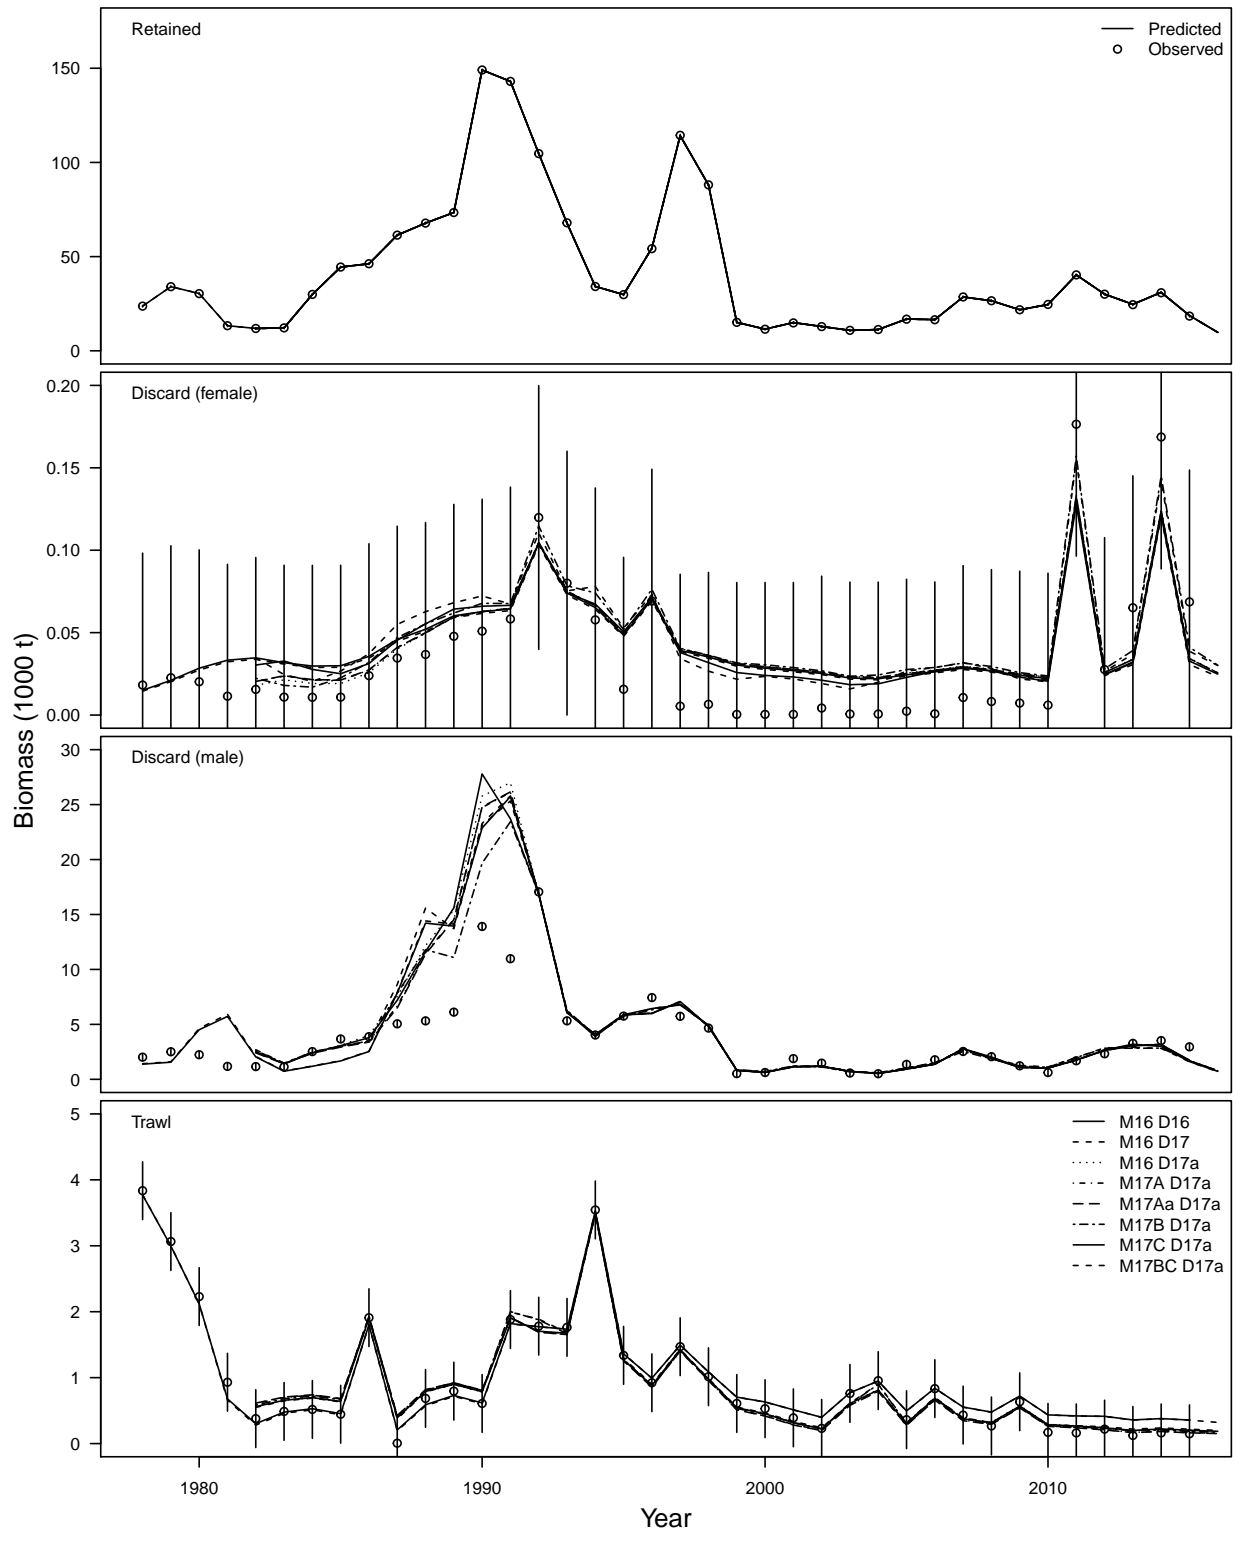 Retained
Predicted
Observed
150
100
50
0
Discard (female)
0.20
0.15
0.10
0.05
0.00
Discard (male)
30
25
20
15
10
5
0
Trawl
M16 D16
M16 D17
M16 D17a
M17A D17a
M17Aa D17a
M17B D17a
M17C D17a
M17BC D17a
5
4
3
2
1
0
1980
1990
2000
2010
Year
Biomass (1000 t)